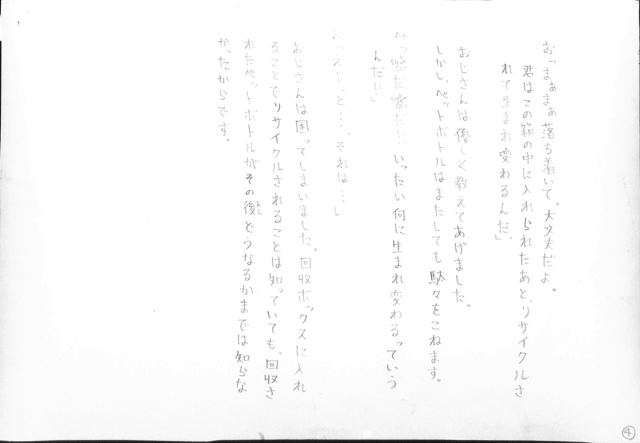 お「まぁまぁ落ち着いて。大丈夫だよ。
君はこの箱の中に入れられたあと、リサイクルさ
れて生まれ変わるんだ」
おじさんは優しく教えてあげました。
しかし、ペットボトルはまたしても駄々をこねます。
ペ「嘘だ嘘だ!!いったい何に生まれ変わるっていう
んだ!!」
お「えーっと…、それは…」
おじさんは困ってしまいました。回収ボックスに入れ
ることでリサイクルされることは知っていても、回収さ
れたペットボトルがその後どうなるかまでは知らな
かったからです。
④